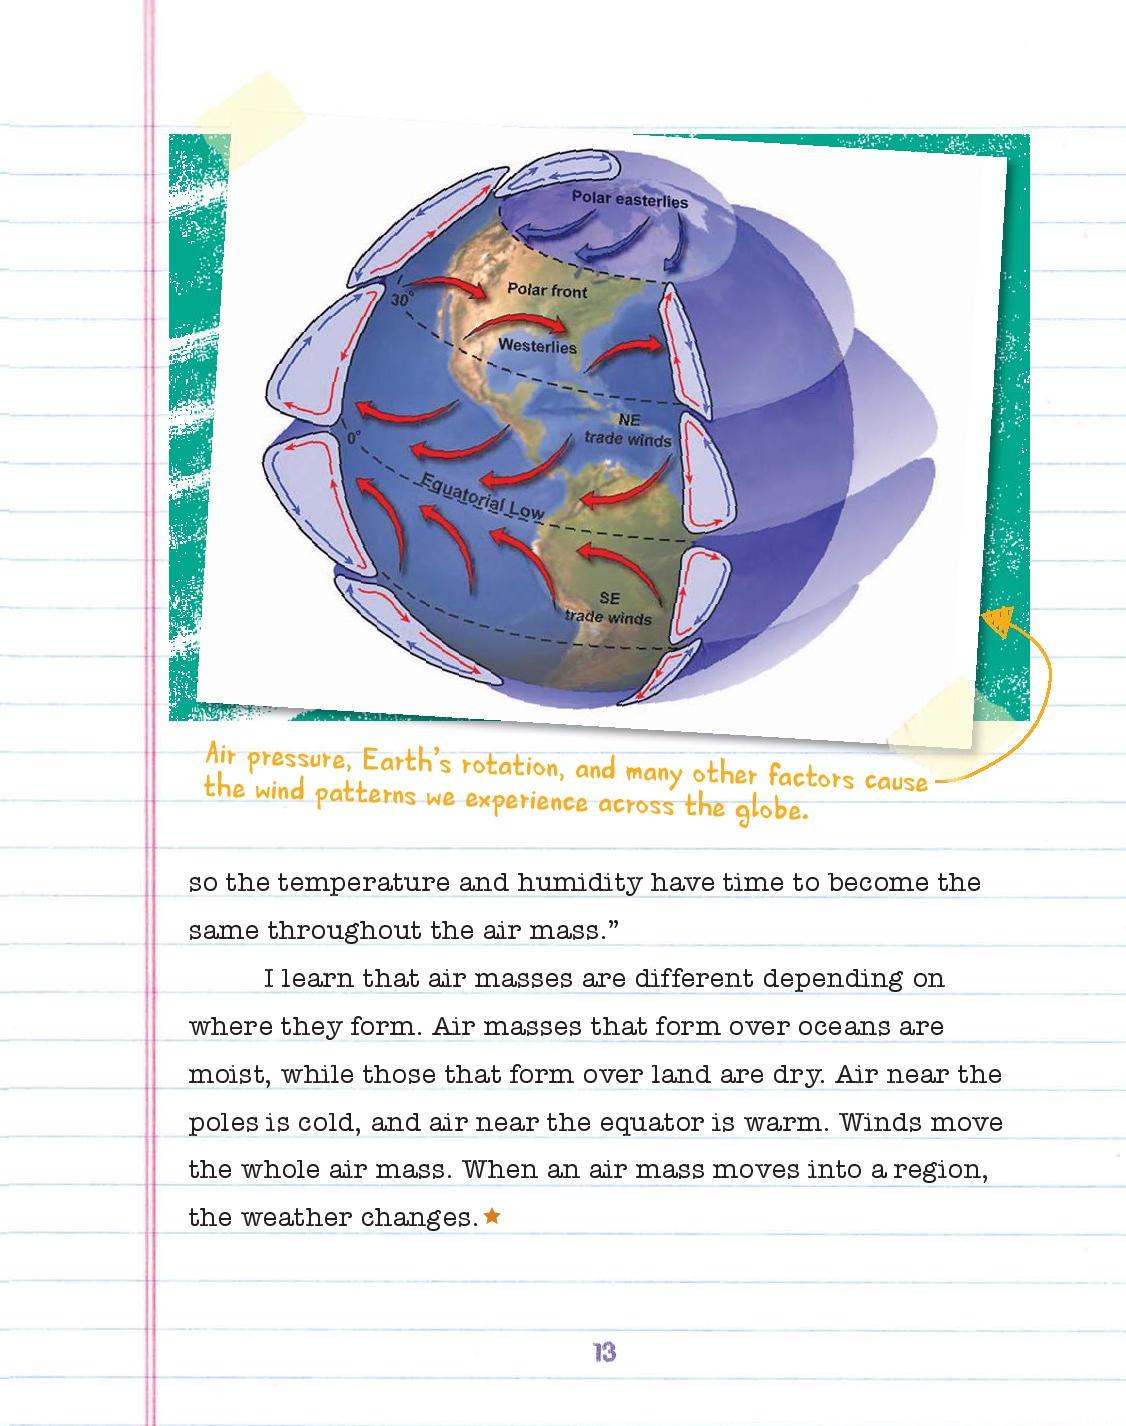 Polar easterlies
30°
Polar front
Westerlies
NE
trade winds
0°
Equatorial Low
SE
trade winds
Air pressure, Earth's rotation, and many other factors cause
the wind patterns we experience across the globe.
so the temperature and humidity have time to become the
same throughout the air mass.”
I learn that air masses are different depending on
where they form. Air masses that form over oceans are
moist, while those that form over land are dry. Air near the
poles is cold, and air near the equator is warm. Winds move
the whole air mass. When an air mass moves into a region,
the weather changes.
13